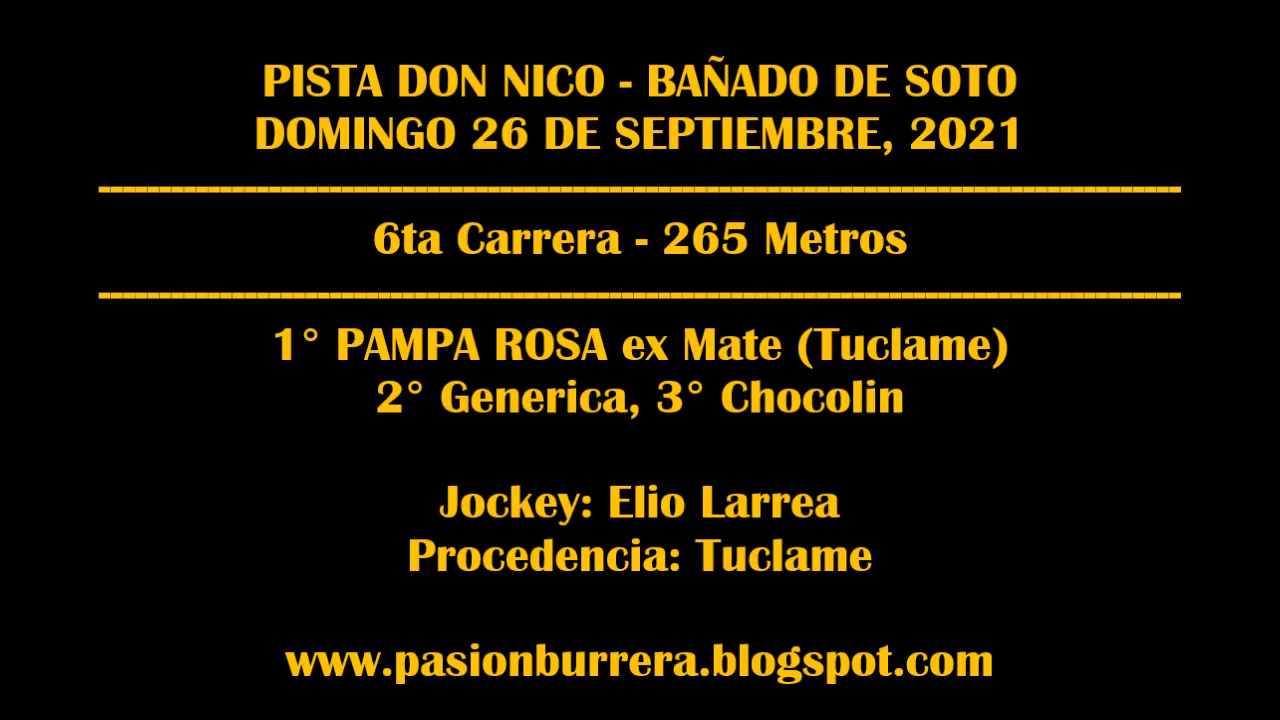 PISTA DON NICO - BAÑADO DE SOTO
DOMINGO 26 DE SEPTIEMBRE, 2021
6ta Carrera - 265 Metros
1° PAMPA ROSA ex Mate (Tuclame)
2° Generica, 3° Chocolin
Jockey: Elio Larrea
Procedencia: Tuclame
www.pasionburrera.blogspot.com